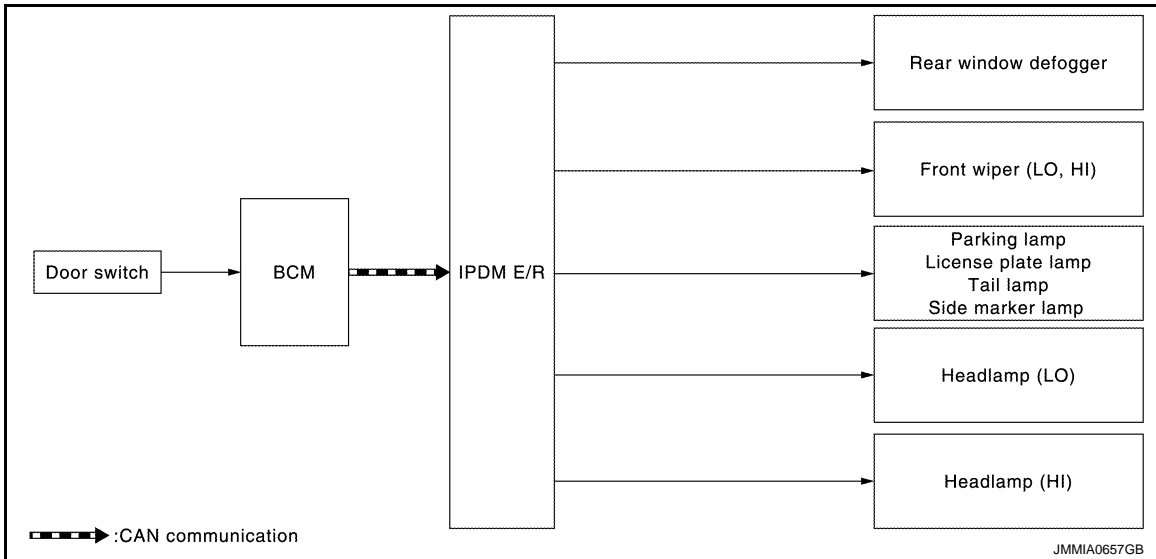 Rear window defogger
Front wiper (LO, HI)
Door switch
BCM
IPDM E/R
Parking lamp
License plate lamp
Tail lamp
Side marker lamp
Headlamp (LO)
Headlamp (HI)
:CAN communication
JMMIA0657GB